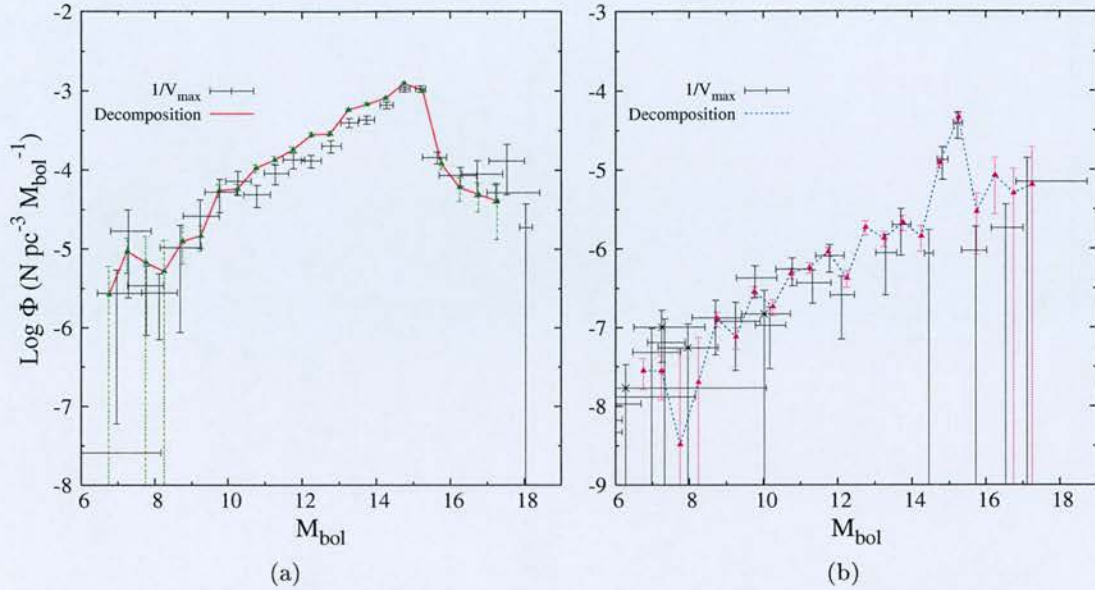 -2
-3
-4
-5
-6
-7
-8
Log Φ (N pc⁻³ M_bol⁻¹)
1/V_max
Decomposition
6 8 10 12 14 16 18
M_bol
(a)
-3
-4
-5
-6
-7
-8
-9
1/V_max
Decomposition
6 8 10 12 14 16 18
M_bol
(b)